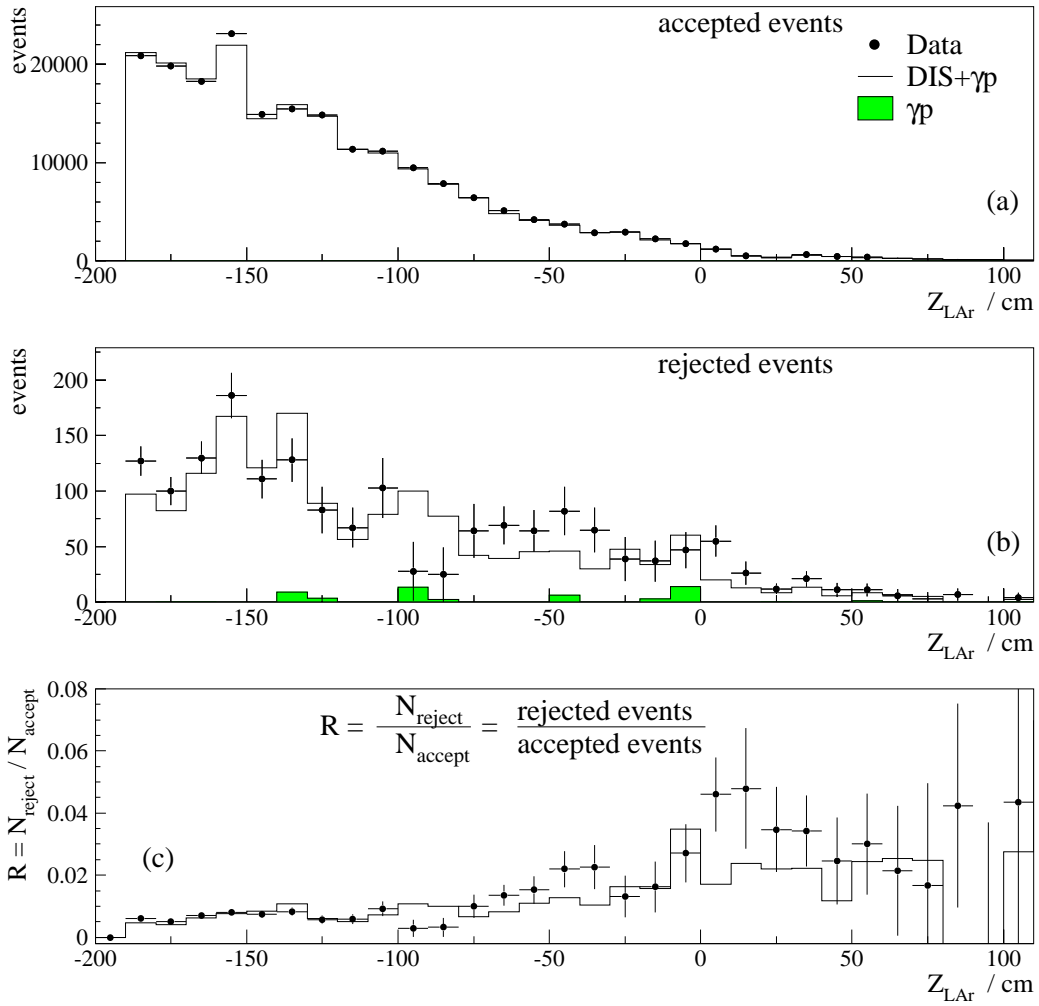 accepted events
events
Data
DIS+γp
γp
20000
10000
0
(a)
-200 -150 -100 -50 0 50 100
Z_LAr / cm
rejected events
events
200
150
100
50
0
(b)
-200 -150 -100 -50 0 50 100
Z_LAr / cm
R = N_reject / N_accept
0.08
0.06
0.04
0.02
0
R = N_reject / N_accept = rejected events / accepted events
(c)
-200 -150 -100 -50 0 50 100
Z_LAr / cm